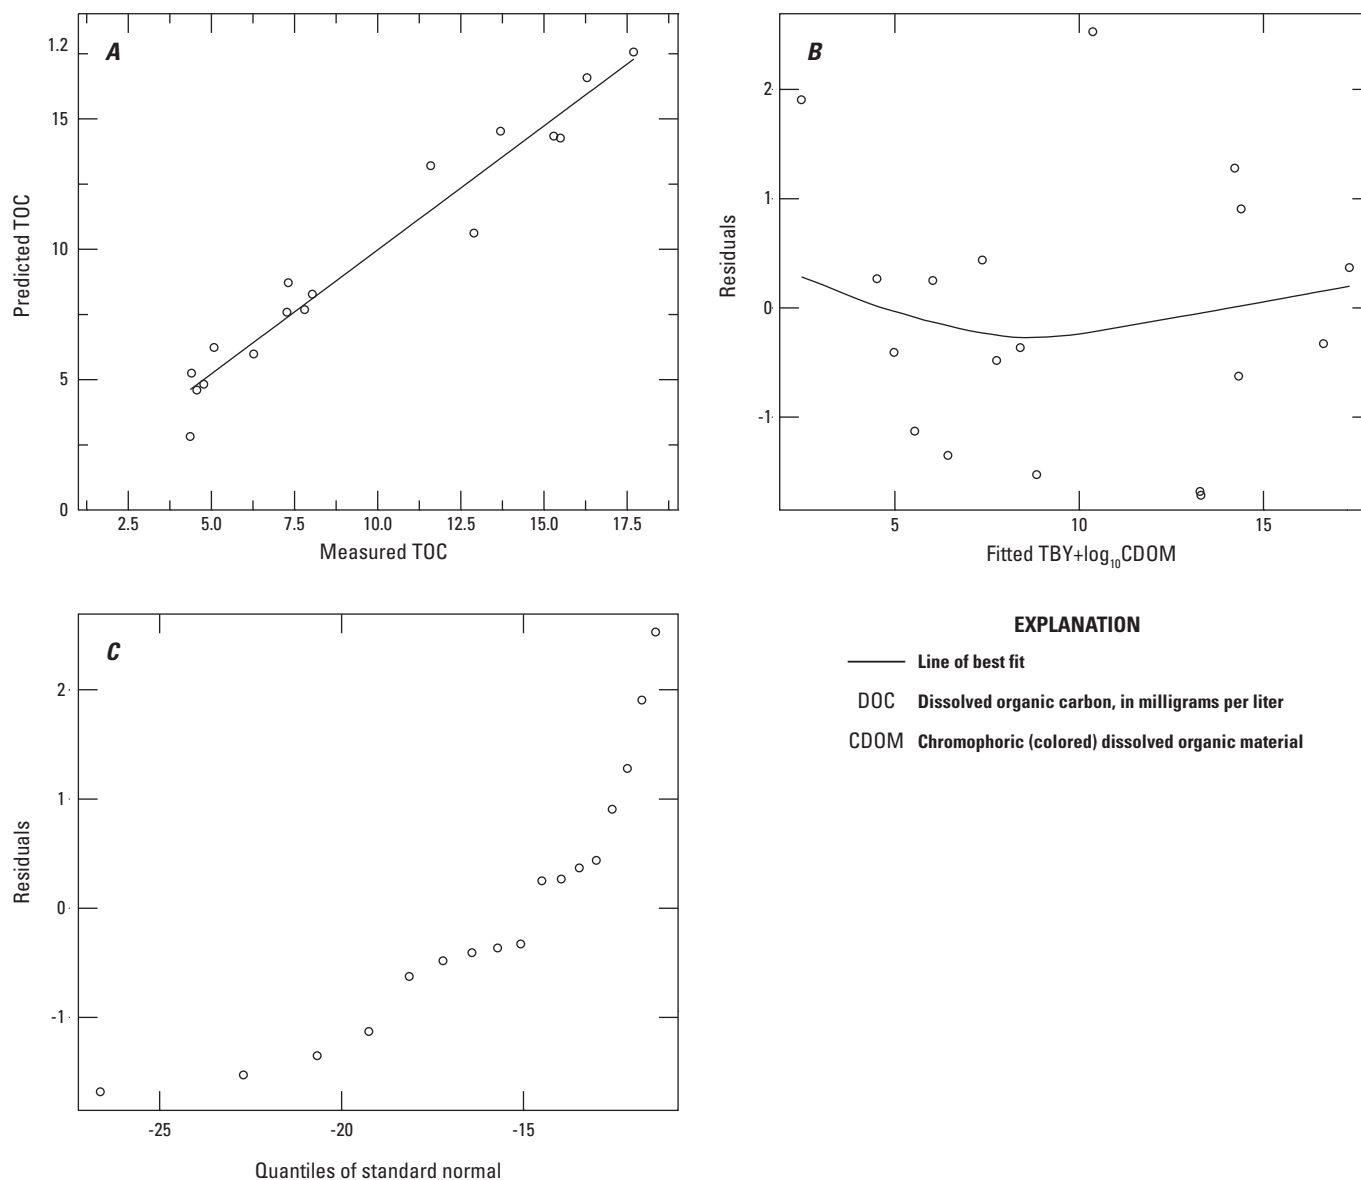 A
1.2
15
10
5
0
Predicted TOC
2.5 5.0 7.5 10.0 12.5 15.0 17.5
Measured TOC
B
2
1
0
-1
Residuals
5 10 15
Fitted TBY+log₁₀CDOM
C
2
1
0
-1
Residuals
-25 -20 -15
Quantiles of standard normal
EXPLANATION
Line of best fit
DOC Dissolved organic carbon, in milligrams per liter
CDOM Chromophoric (colored) dissolved organic material